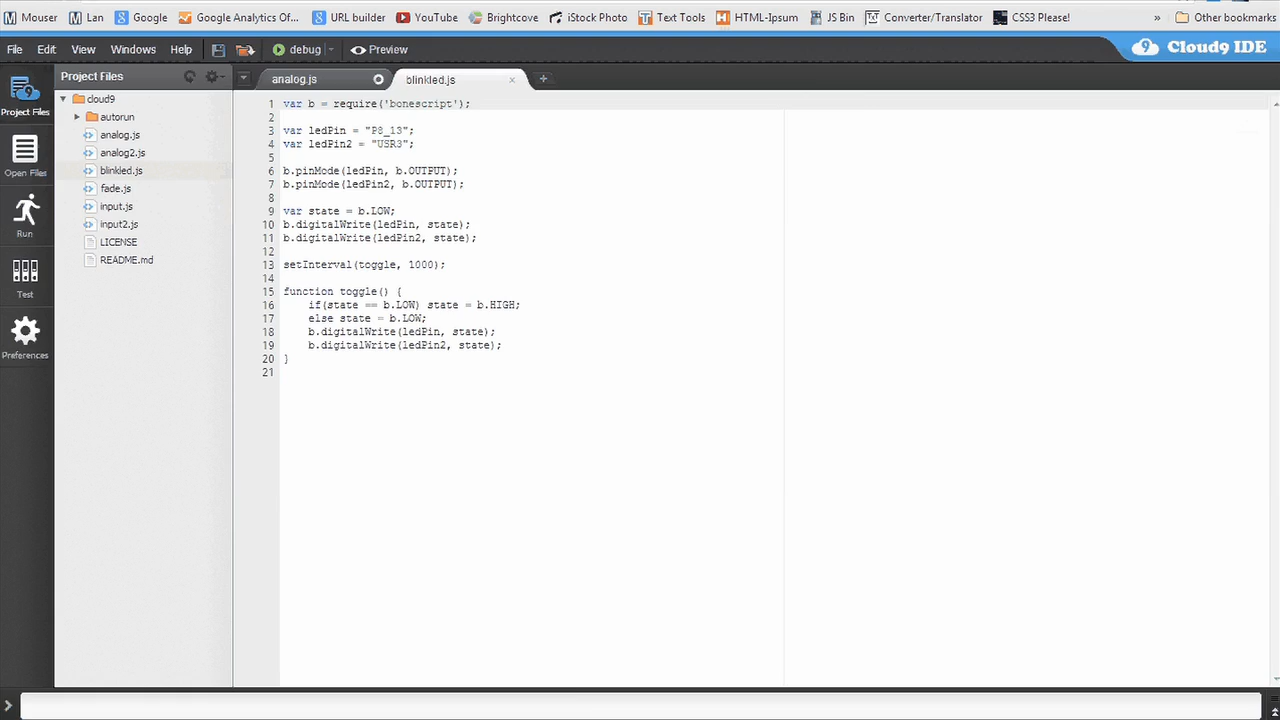 Mouser Lan Google Google Analytics Of... URL builder YouTube Brightcove iStock Photo Text Tools HTML-Ipsum JS Bin Converter/Translator CSS3 Please! » Other bookmarks
File Edit View Windows Help debug Preview Cloud9 IDE
Project Files
analog.js
blinkled.js
Project Files
Open Files
Run
Test
Preferences
cloud9
autorun
analog.js
analog2.js
blinkled.js
fade.js
input.js
input2.js
LICENSE
README.md
1 var b = require('bonescript');
2
3 var ledPin = "P8_13";
4 var ledPin2 = "USR3";
5
6 b.pinMode(ledPin, b.OUTPUT);
7 b.pinMode(ledPin2, b.OUTPUT);
8
9 var state = b.LOW;
10 b.digitalWrite(ledPin, state);
11 b.digitalWrite(ledPin2, state);
12
13 setInterval(toggle, 1000);
14
15 function toggle() {
16 if(state == b.LOW) state = b.HIGH;
17 else state = b.LOW;
18 b.digitalWrite(ledPin, state);
19 b.digitalWrite(ledPin2, state);
20 }
21